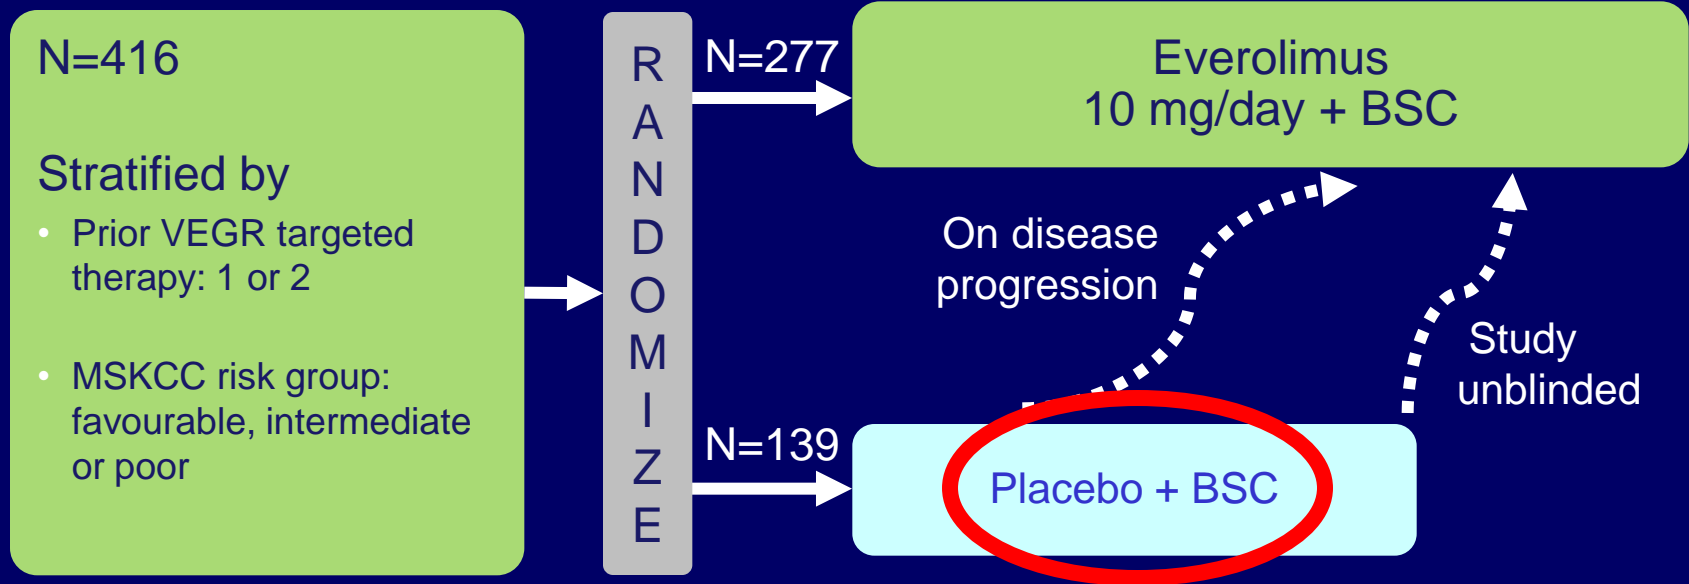 N=416
Stratified by
• Prior VEGR targeted
therapy: 1 or 2
• MSKCC risk group:
favourable, intermediate
or poor
R
A
N
D
O
M
I
Z
E
N=277
Everolimus
10 mg/day + BSC
On disease
progression
Study
unblinded
N=139
Placebo + BSC